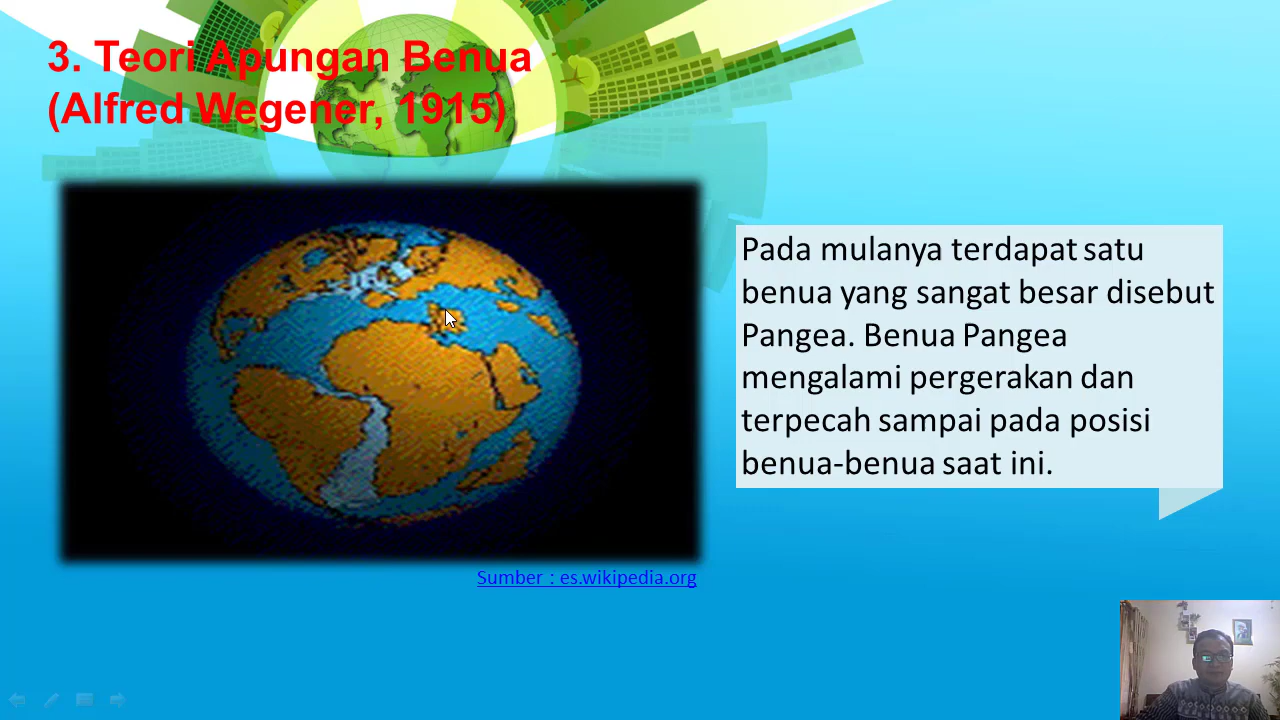 3. Teori Apungan Benua
(Alfred Wegener, 1915)
Pada mulanya terdapat satu
benua yang sangat besar disebut
Pangea. Benua Pangea
mengalami pergerakan dan
terpecah sampai pada posisi
benua-benua saat ini.
Sumber : es.wikipedia.org